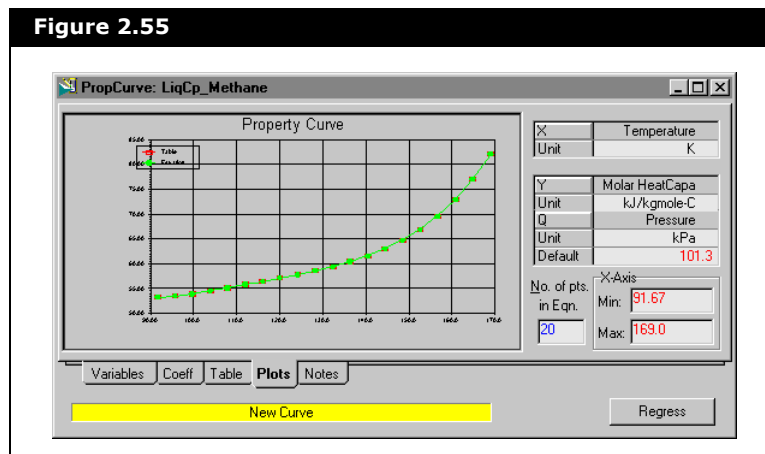 Figure 2.55
PropCurve: LiqCp_Methane
Property Curve
Table
X Temperature
Unit K
Y Molar HeatCapa
Unit kJ/kgmole-C
Q Pressure
Unit kPa
Default 101.3
No. of pts. in Eqn.
20
X-Axis
Min: 91.67
Max: 169.0
Variables Coeff Table Plots Notes
New Curve Regress